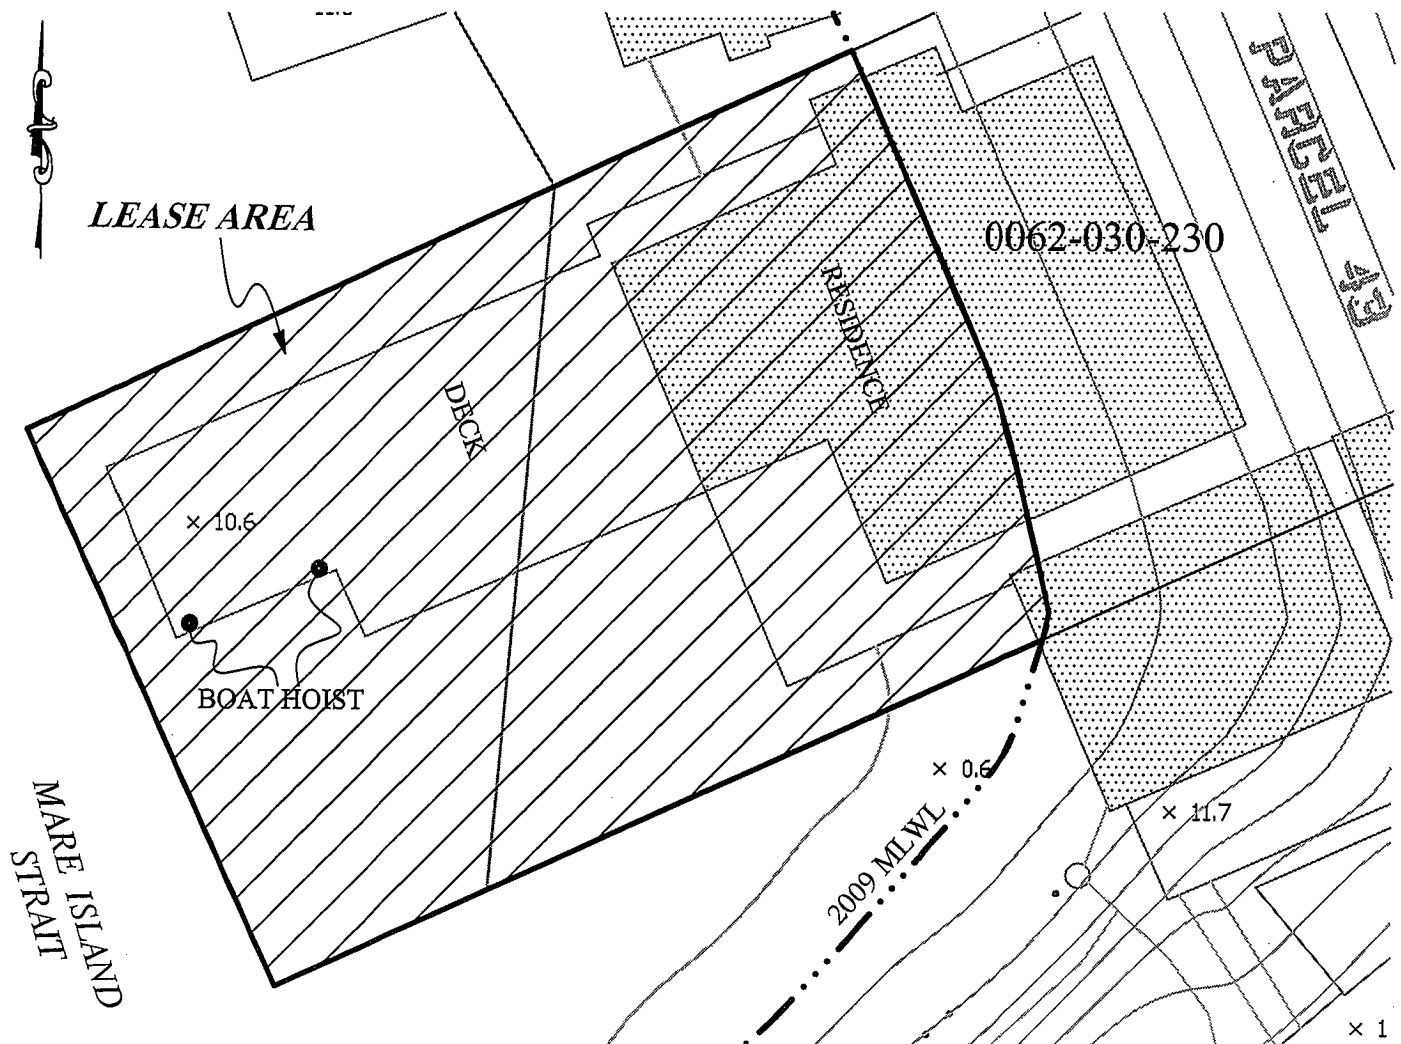 LEASE AREA
0062-030-230
PARCEL 45
RESIDENCE
DECK
× 10.6
BOAT HOIST
× 0.6
2009 MLWL
× 11.7
MARE ISLAND
STRAIT
× 1